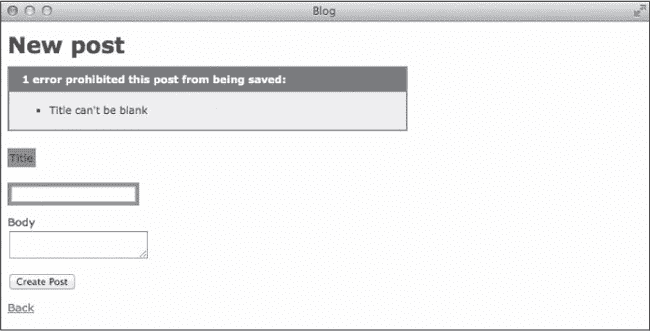 Blog
New post
1 error prohibited this post from being saved:
Title can't be blank
Title
Body
Create Post
Back